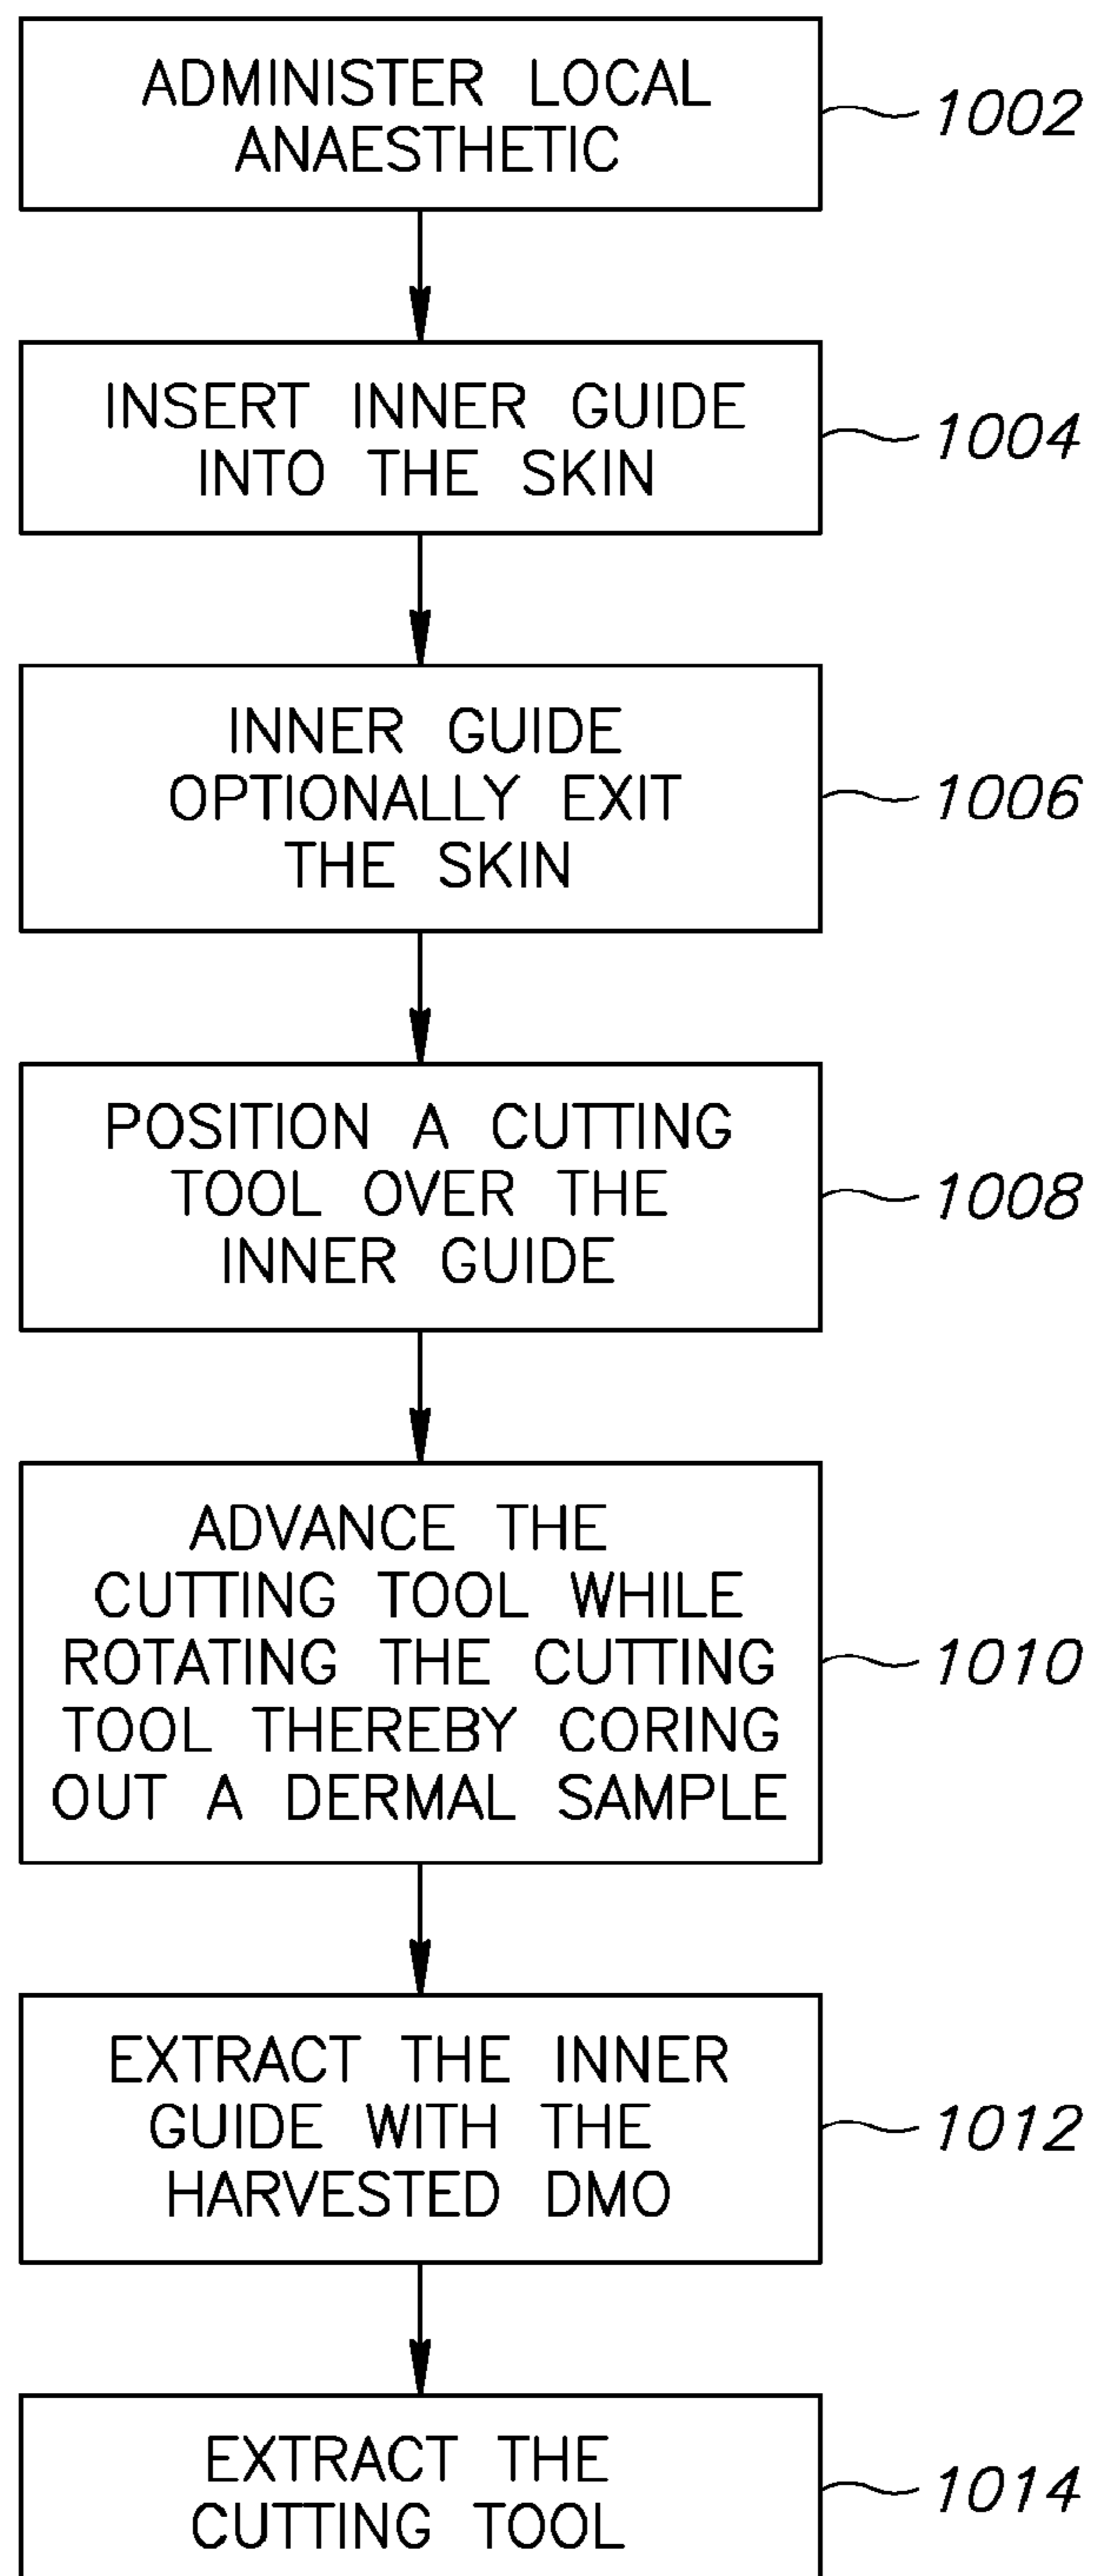 ADMINISTER LOCAL
ANAESTHETIC
1002
INSERT INNER GUIDE
INTO THE SKIN
1004
INNER GUIDE
OPTIONALLY EXIT
THE SKIN
1006
POSITION A CUTTING
TOOL OVER THE
INNER GUIDE
1008
ADVANCE THE
CUTTING TOOL WHILE
ROTATING THE CUTTING
TOOL THEREBY CORING
OUT A DERMAL SAMPLE
1010
EXTRACT THE INNER
GUIDE WITH THE
HARVESTED DMO
1012
EXTRACT THE
CUTTING TOOL
1014